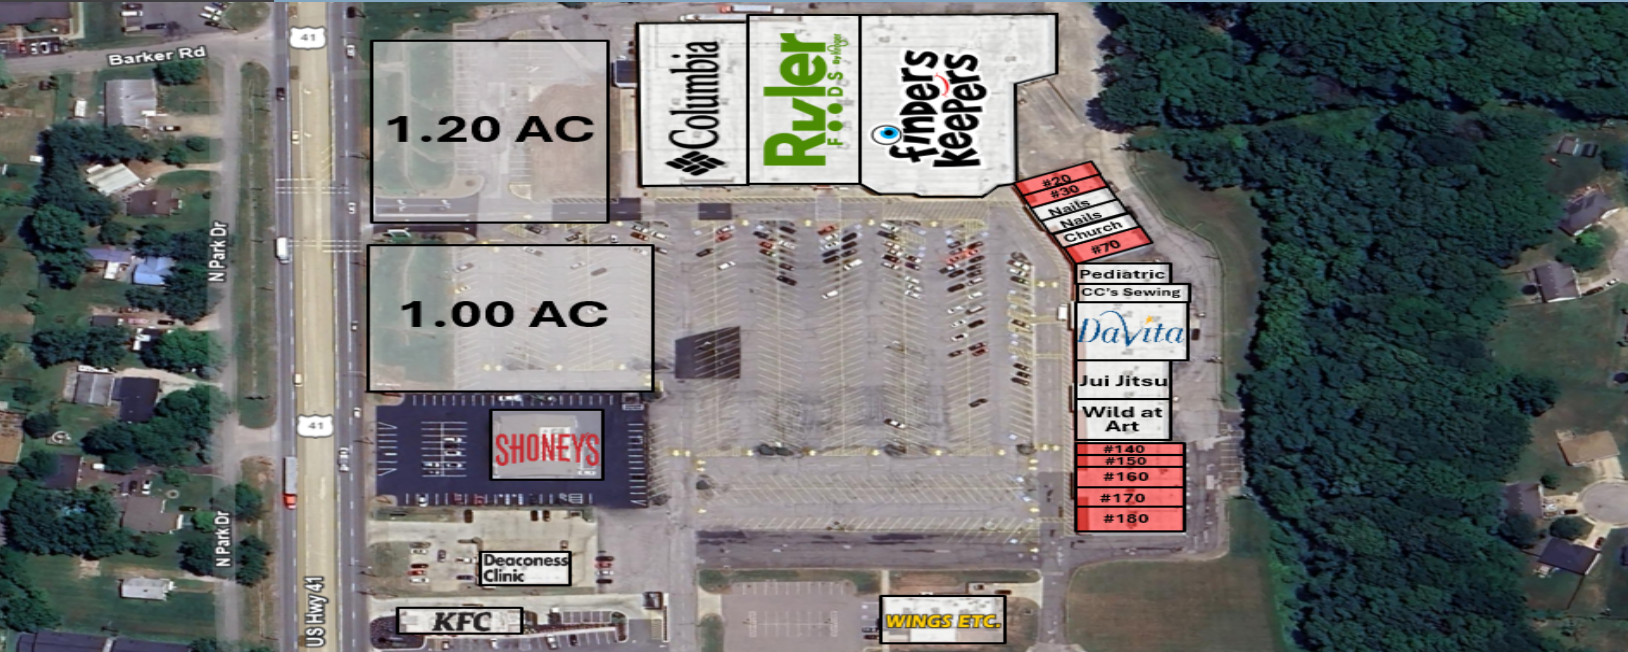 41
Barker Rd
1.20 AC
Columbia
Ruler
FOODS
By Kroger
finders
keepers
#20
#30
Nails
Nails
Church
#70
N Park Dr
Pediatric
CC's Sewing
1.00 AC
DaVita
Jui Jitsu
Wild at
Art
41
SHONEYS
#140
#150
#160
#170
#180
N Park Dr
Deaconess
Clinic
US Hwy 41
KFC
WINGS ETC.